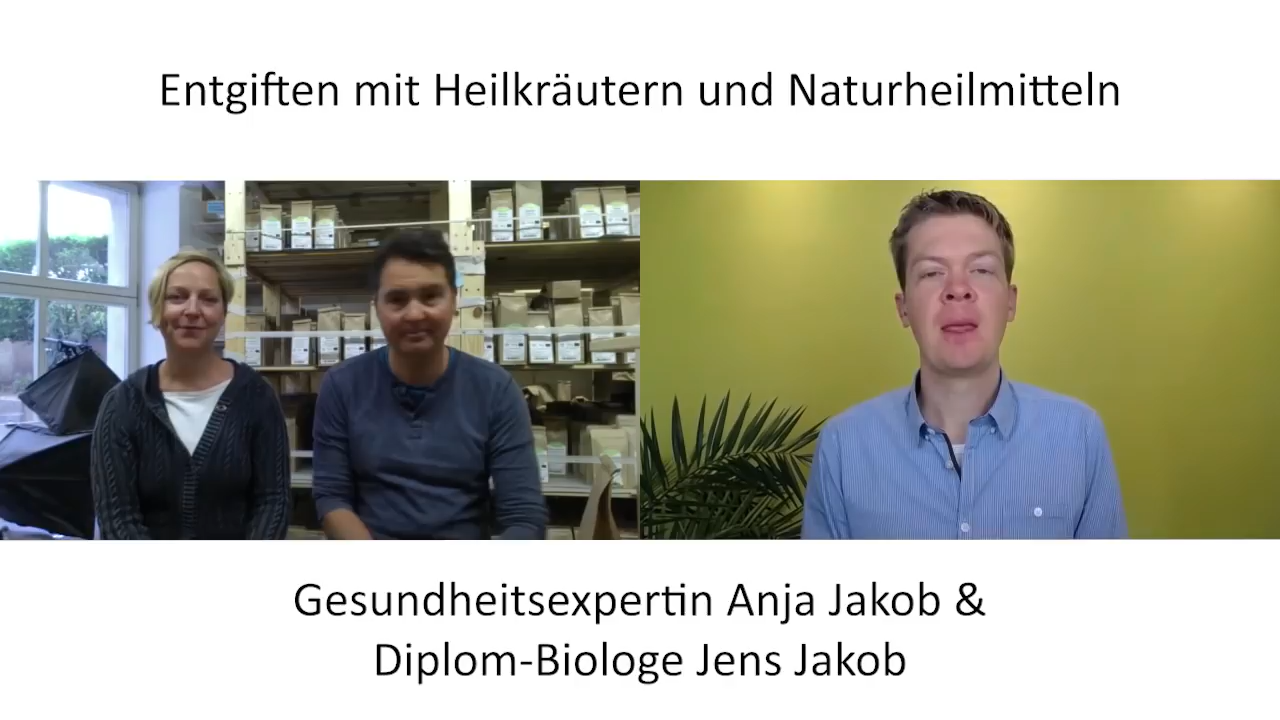 Entgiften mit Heilkräutern und Naturheilmitteln
Gesundheitsexpertin Anja Jakob &
Diplom-Biologe Jens Jakob